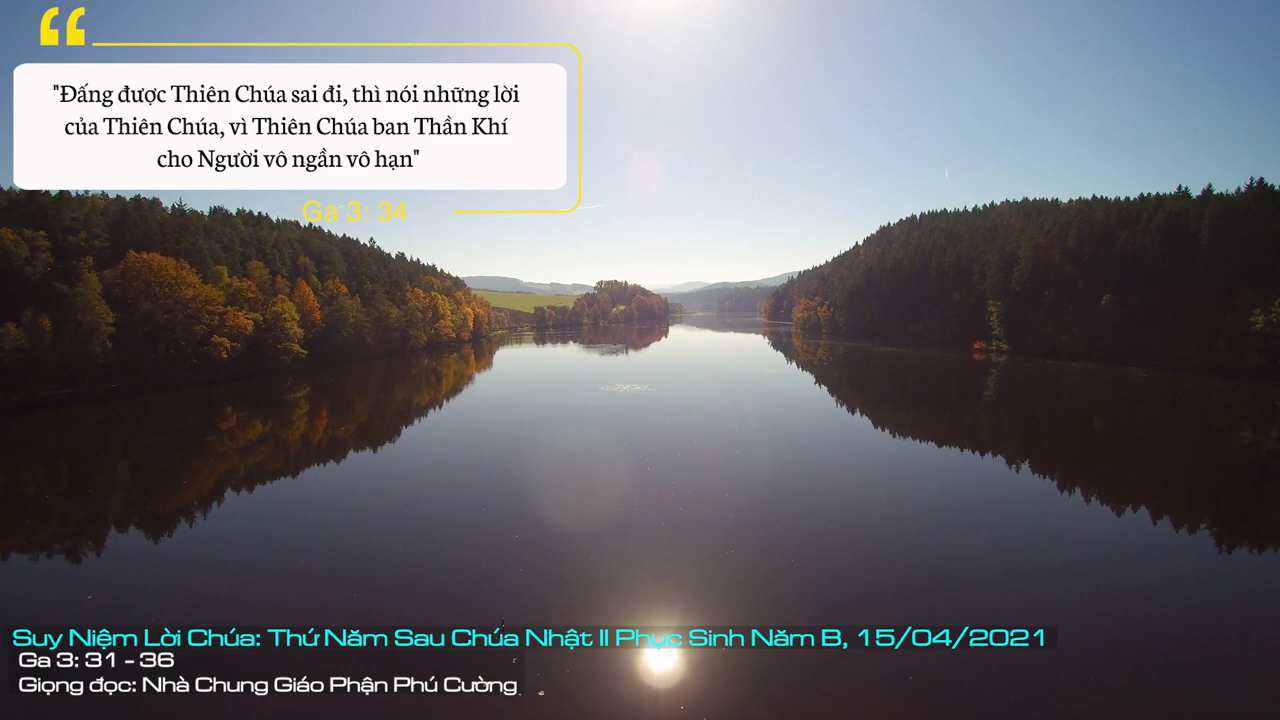 "Đấng được Thiên Chúa sai đi, thì nói những lời
của Thiên Chúa, vì Thiên Chúa ban Thần Khí
cho Người vô ngần vô hạn"
Ga 3: 34
Suy Niệm Lời Chúa: Thứ Năm Sau Chúa Nhật II Phục Sinh Năm B, 15/04/2021
Ga 3: 31 - 36
Giọng đọc: Nhà Chung Giáo Phận Phú Cường